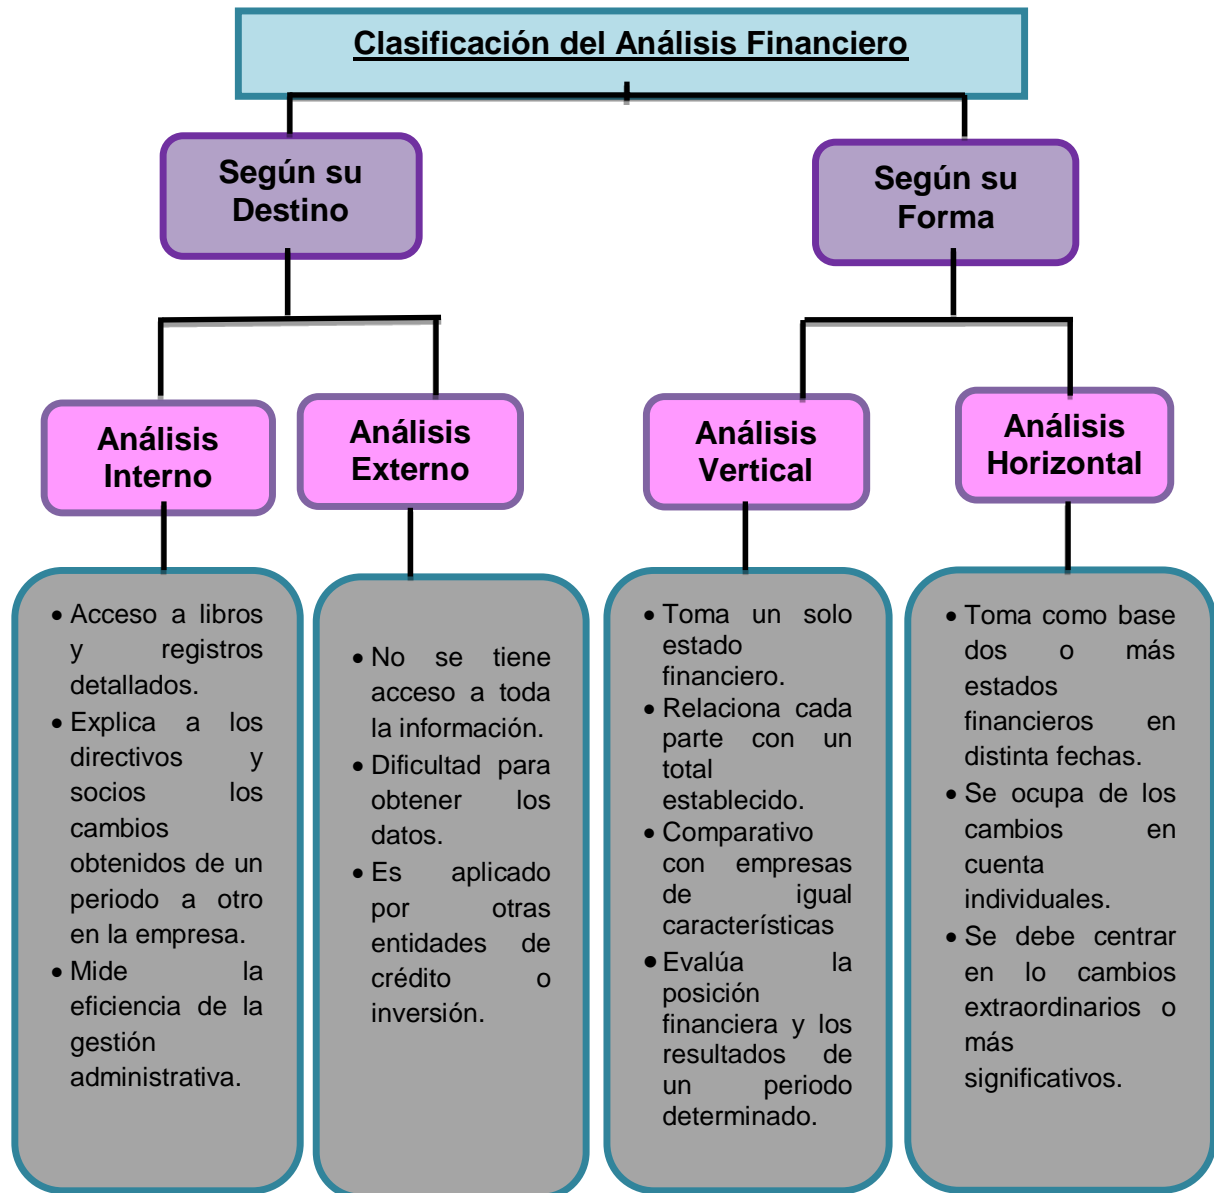 Clasificación del Análisis Financiero
Según su
Destino
Según su
Forma
Análisis
Interno
Análisis
Externo
Análisis
Vertical
Análisis
Horizontal
• Acceso a libros
y registros
detallados.
• Explica a los
directivos y
socios los
cambios
obtenidos de un
periodo a otro
en la empresa.
• Mide la
eficiencia de la
gestión
administrativa.
• No se tiene
acceso a toda
la información.
• Dificultad para
obtener los
datos.
• Es aplicado
por otras
entidades de
crédito o
inversión.
• Toma un solo
estado
financiero.
• Relaciona cada
parte con un
total
establecido.
• Comparativo
con empresas
de igual
características
• Evalúa la
posición
financiera y los
resultados de
un periodo
determinado.
• Toma como base
dos o más
estados
financieros en
distinta fechas.
• Se ocupa de los
cambios en
cuenta
individuales.
• Se debe centrar
en lo cambios
extraordinarios o
más
significativos.